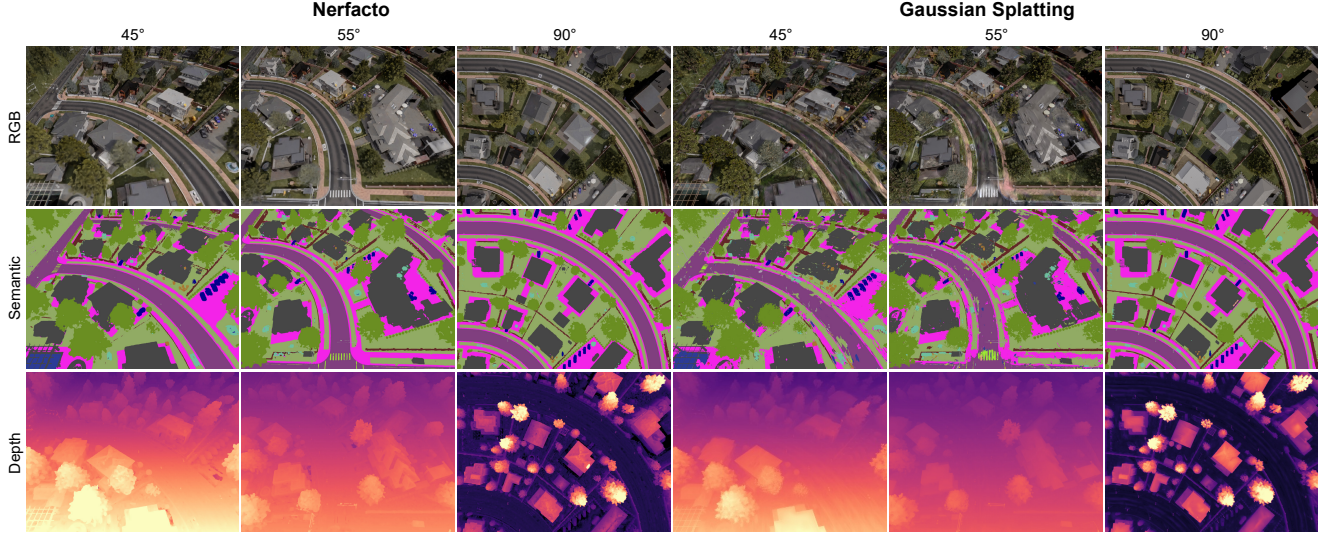 Nerfacto Gaussian Splatting
45° 55° 90° 45° 55° 90°
RGB
Semantic
Depth